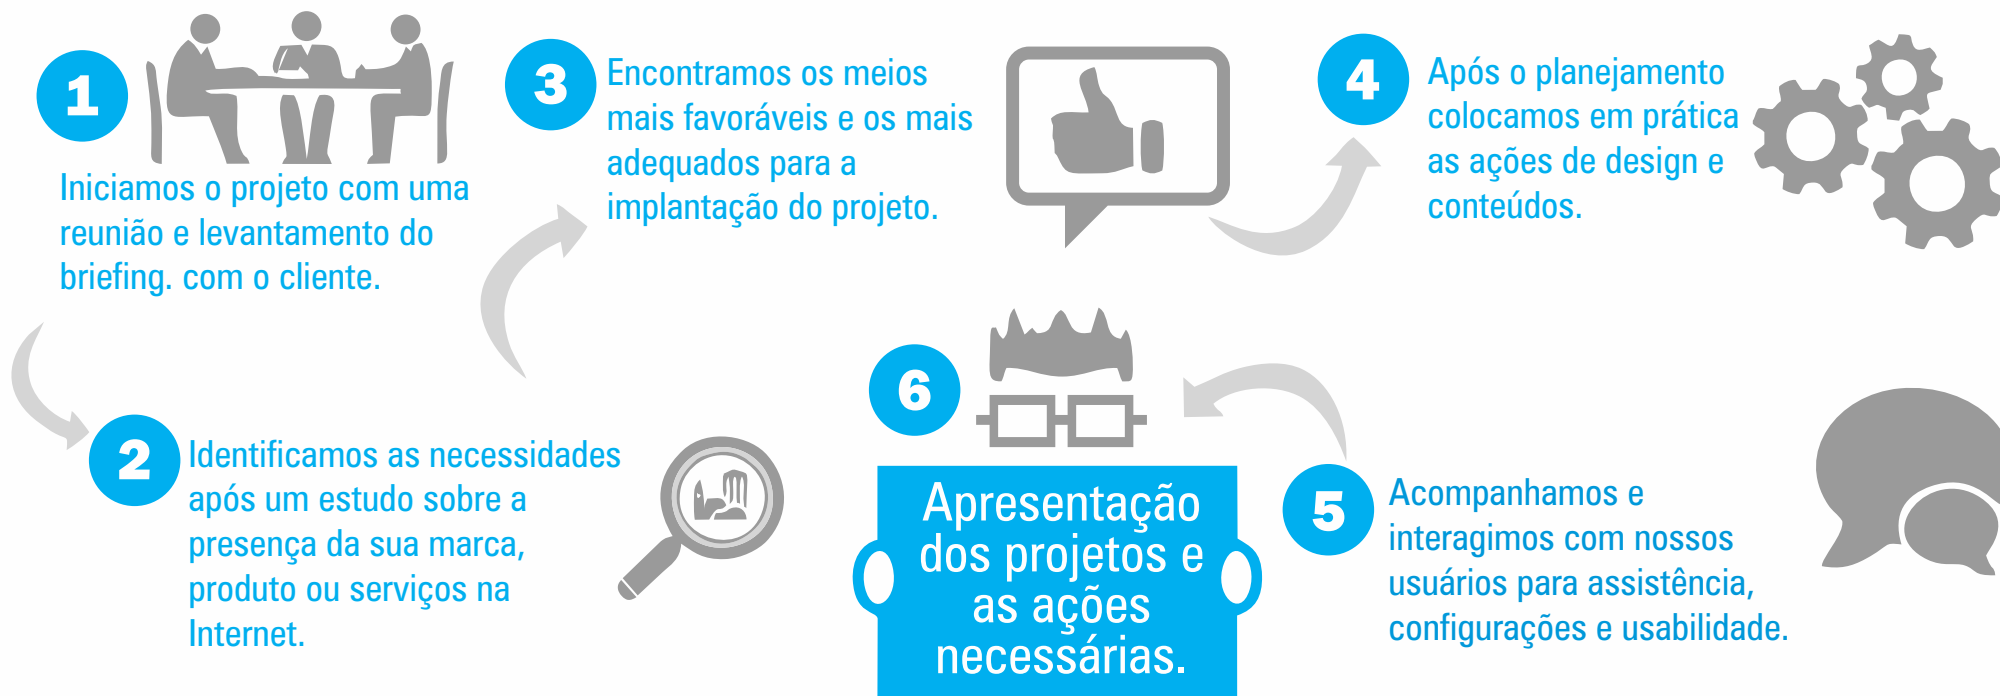 1
Iniciamos o projeto com uma
reunião e levantamento do
briefing. com o cliente.
2
Identificamos as necessidades
após um estudo sobre a
presença da sua marca,
produto ou serviços na
Internet.
3
Encontramos os meios
mais favoráveis e os mais
adequados para a
implantação do projeto.
4
Após o planejamento
colocamos em prática
as ações de design e
conteúdos.
5
Acompanhamos e
interagimos com nossos
usuários para assistência,
configurações e usabilidade.
6
Apresentação
dos projetos e
as ações
necessárias.